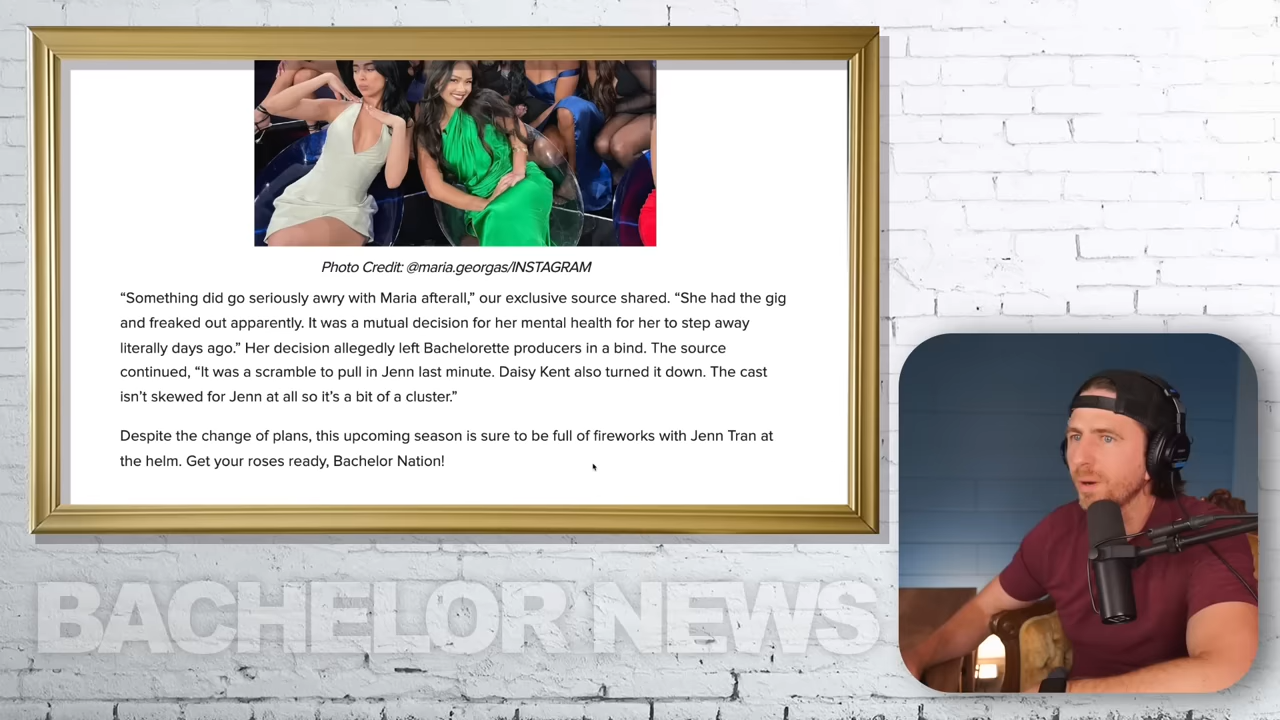 Photo Credit: @maria.georgas/INSTAGRAM
“Something did go seriously awry with Maria afterall,” our exclusive source shared. “She had the gig
and freaked out apparently. It was a mutual decision for her mental health for her to step away
literally days ago.” Her decision allegedly left Bachelorette producers in a bind. The source
continued, “It was a scramble to pull in Jenn last minute. Daisy Kent also turned it down. The cast
isn’t skewed for Jenn at all so it’s a bit of a cluster.”
Despite the change of plans, this upcoming season is sure to be full of fireworks with Jenn Tran at
the helm. Get your roses ready, Bachelor Nation!
BACHELOR NEWS